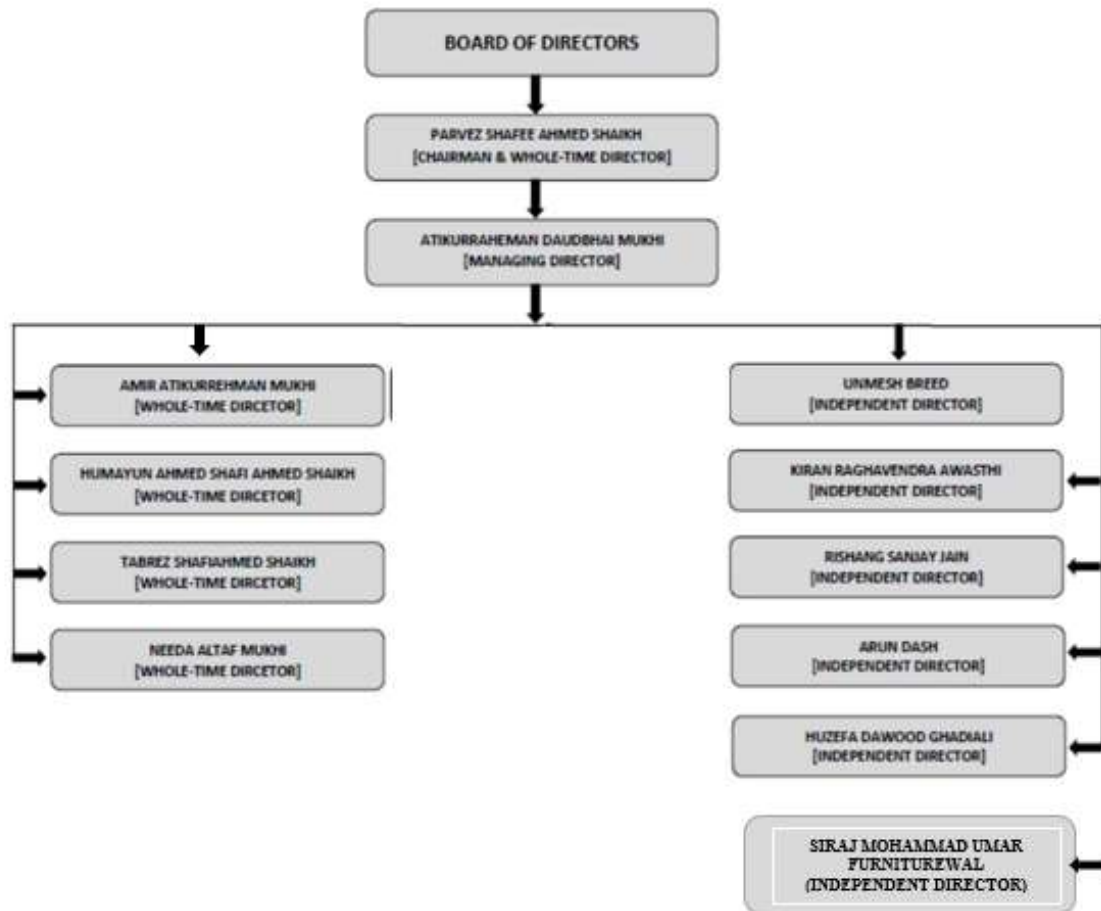 BOARD OF DIRECTORS
PARVEZ SHAFEE AHMED SHAIKH
[CHAIRMAN & WHOLE-TIME DIRECTOR]
ATIKURRAHEMAN DAUDBHAI MUKHI
[MANAGING DIRECTOR]
AMIR ATIKURREHMAN MUKHI
[WHOLE-TIME DIRCETOR]
HUMAYUN AHMED SHAFI AHMED SHAIKH
[WHOLE-TIME DIRCETOR]
TABREZ SHAFIAHMED SHAIKH
[WHOLE-TIME DIRCETOR]
NEEDA ALTAF MUKHI
[WHOLE-TIME DIRCETOR]
UNMESH BREED
[INDEPENDENT DIRECTOR]
KIRAN RAGHAVENDRA AWASTHI
[INDEPENDENT DIRECTOR]
RISHANG SANJAY JAIN
[INDEPENDENT DIRECTOR]
ARUN DASH
[INDEPENDENT DIRECTOR]
HUZEFA DAWOOD GHADIALI
[INDEPENDENT DIRECTOR]
SIRAJ MOHAMMAD UMAR
FURNITUREWAL
(INDEPENDENT DIRECTOR)